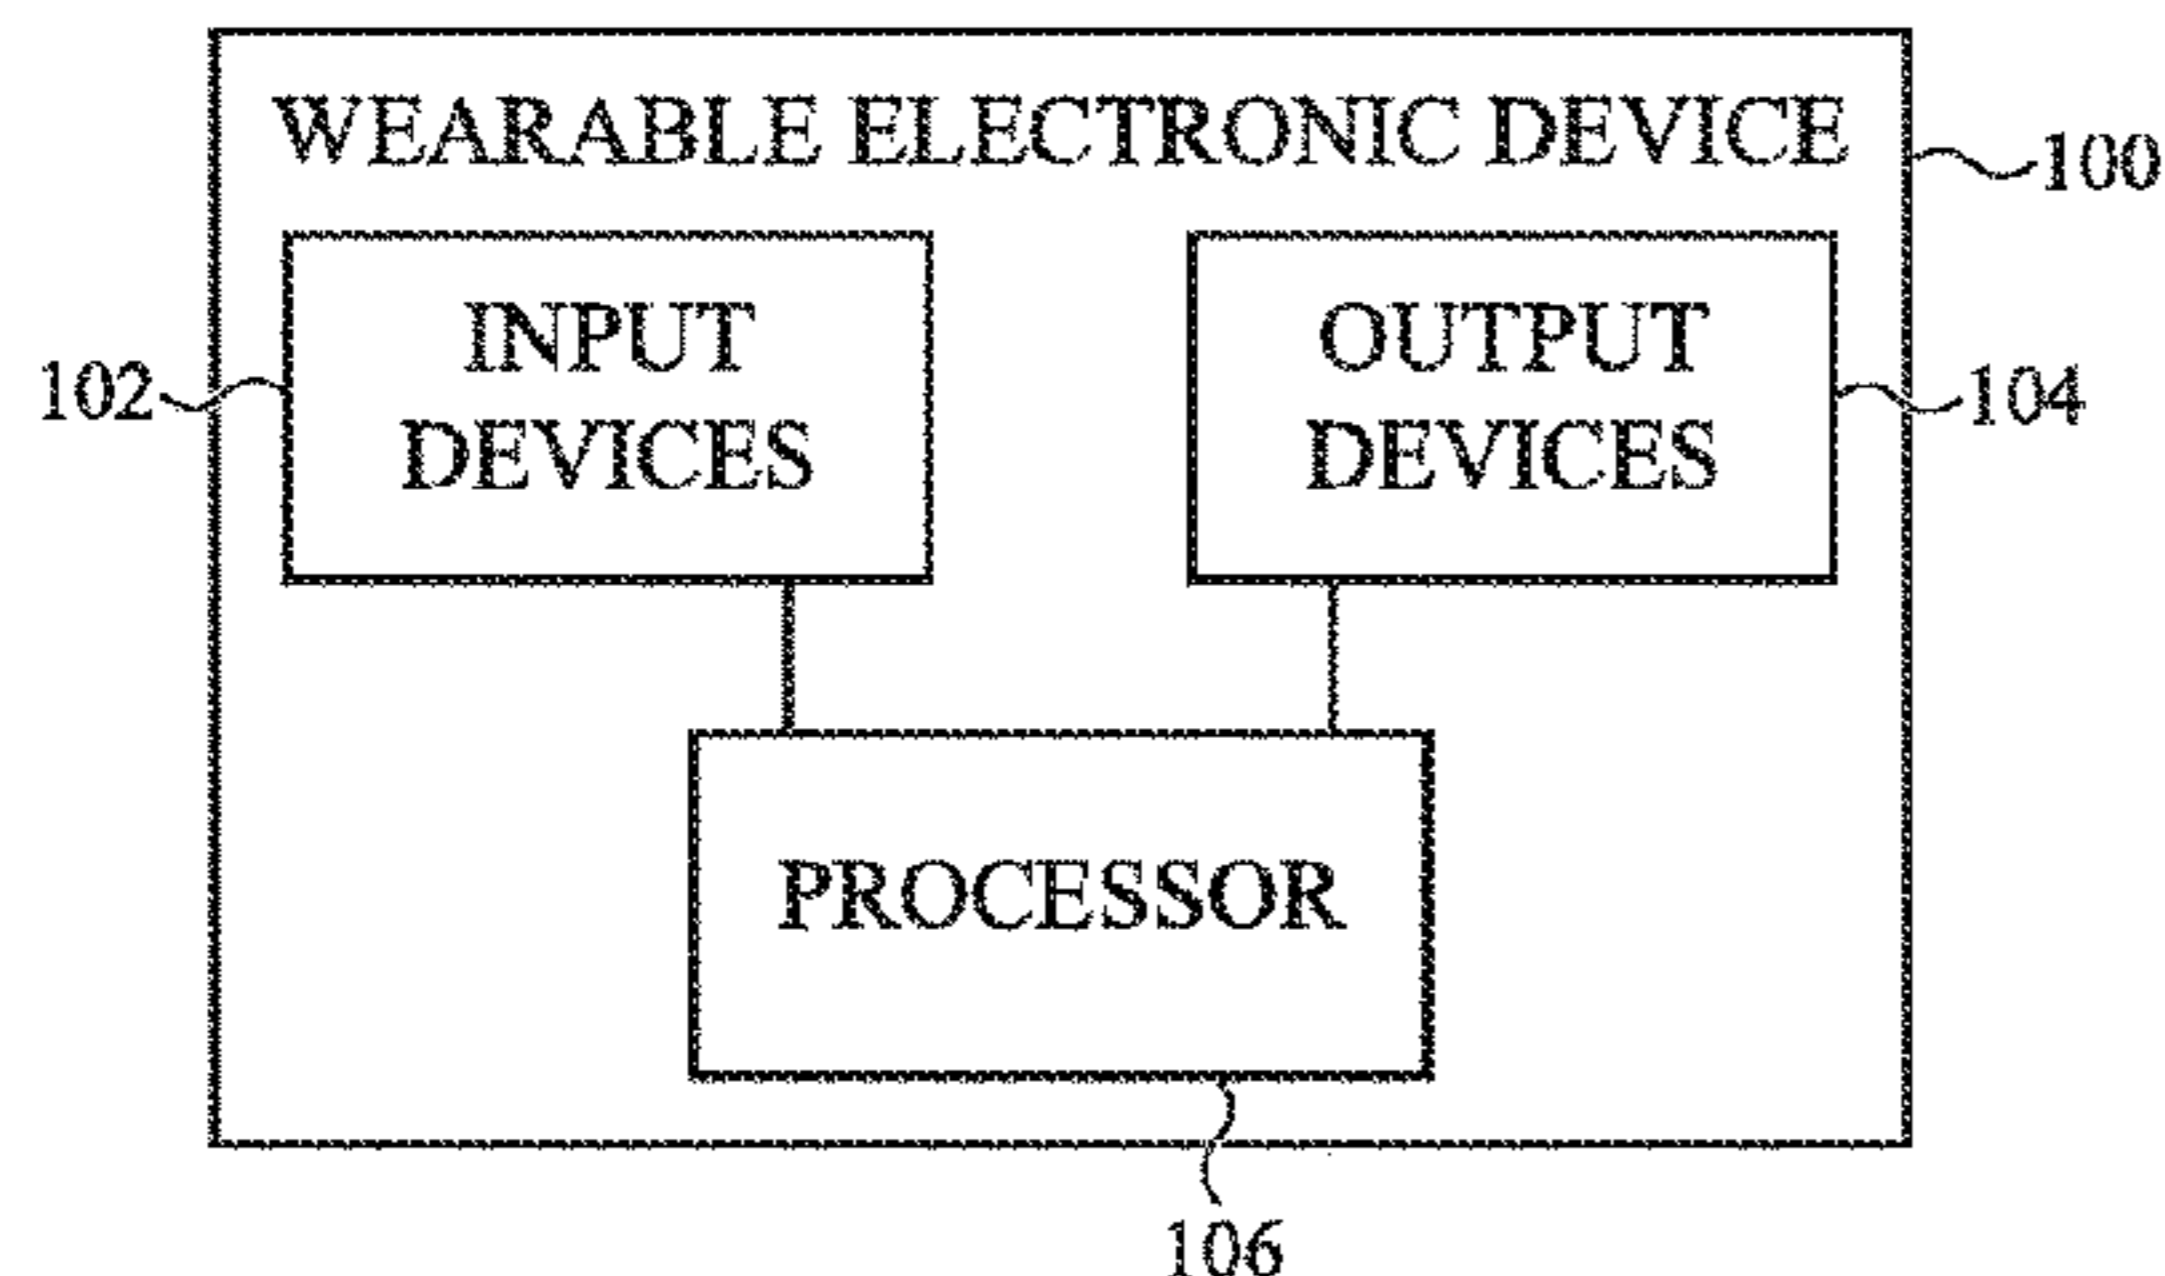 WEARABLE ELECTRONIC DEVICE
100
INPUT
DEVICES
102
OUTPUT
DEVICES
104
PROCESSOR
106